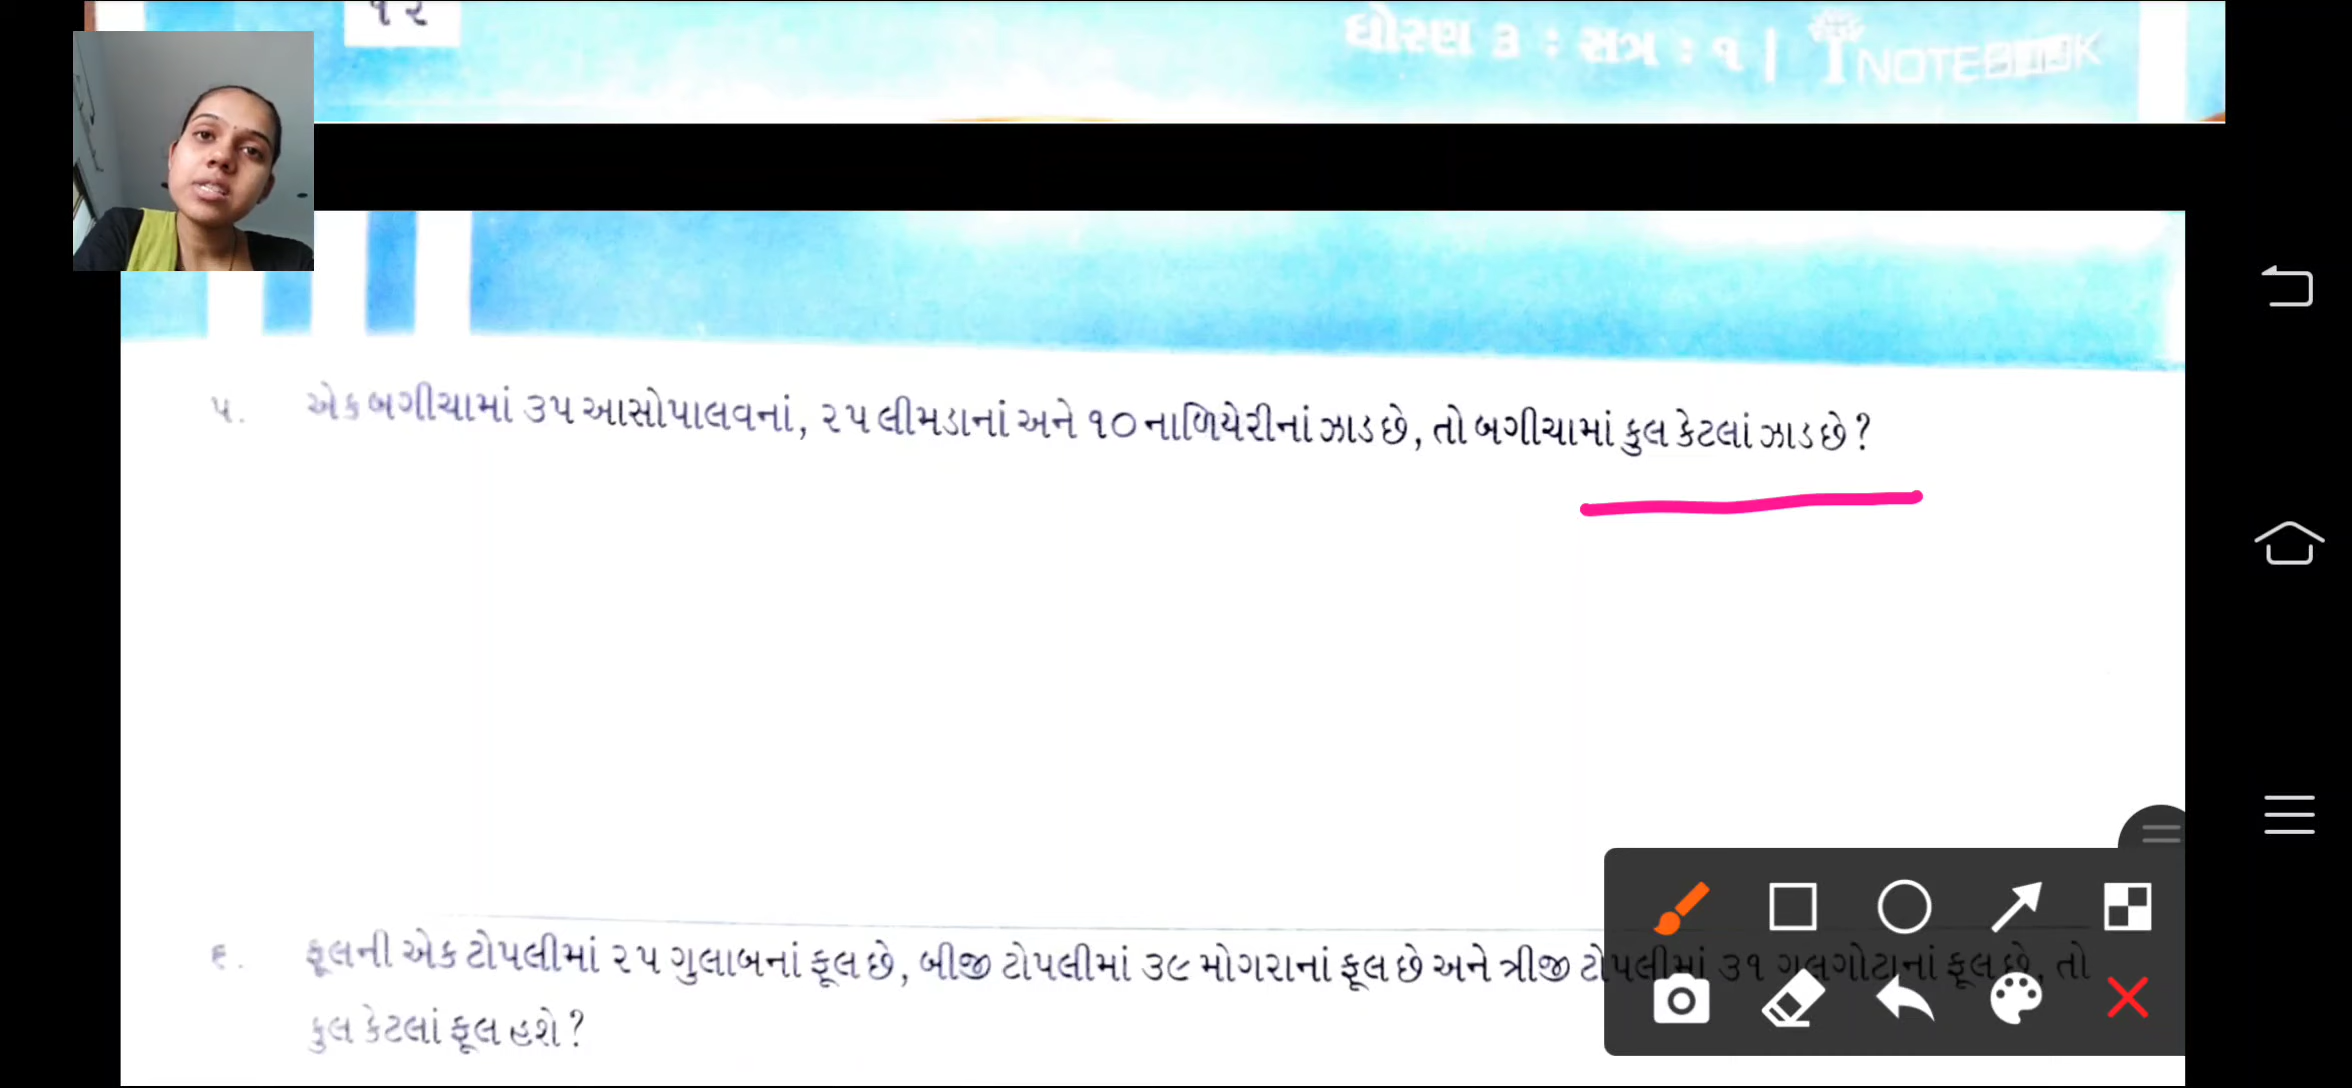 ૧૨
ધોરણ ૩ : સત્ર : ૧ | NOTEBOOK
૫. એક બગીચામાં ૩૫ આસોપાલવનાં, ૨૫ લીમડાનાં અને ૧૦ નાળિયેરીનાં ઝાડ છે, તો બગીચામાં કુલ કેટલાં ઝાડ છે ?
૬. ફૂલની એક ટોપલીમાં ૨૫ ગુલાબનાં ફૂલ છે, બીજી ટોપલીમાં ૩૯ મોગરાનાં ફૂલ છે અને ત્રીજી ટોપલીમાં ૩૧ ગલગોટાનાં ફૂલ છે, તો
કુલ કેટલાં ફૂલ હશે ?